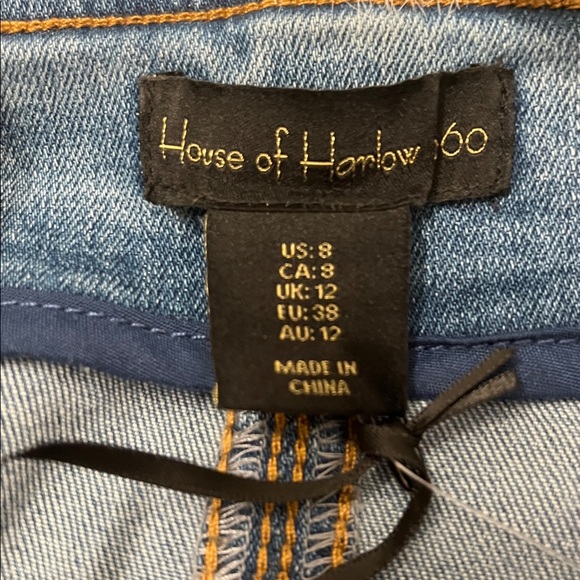 House of Harlow 60
US: 8
CA: 8
UK: 12
EU: 38
AU: 12
MADE IN
CHINA